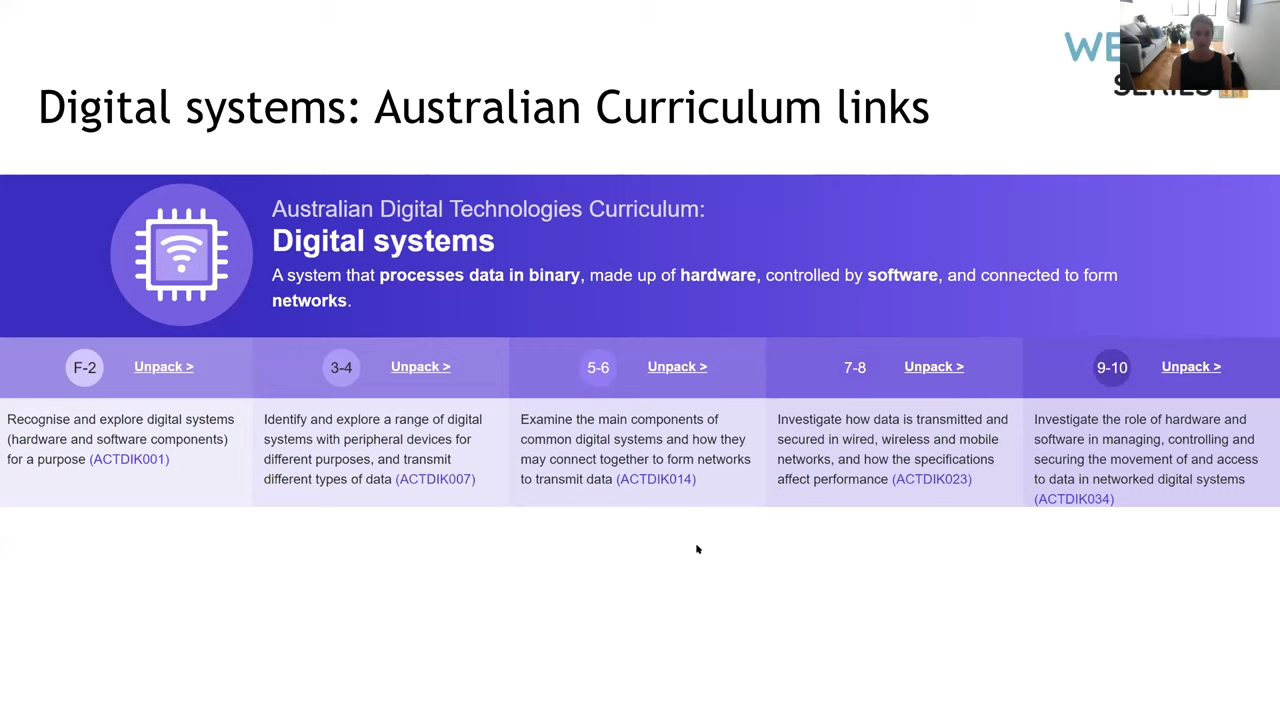 Digital systems: Australian Curriculum links
WE
SERIES
Australian Digital Technologies Curriculum:
Digital systems
A system that processes data in binary, made up of hardware, controlled by software, and connected to form
networks.
F-2 Unpack >
3-4 Unpack >
5-6 Unpack >
7-8 Unpack >
9-10 Unpack >
Recognise and explore digital systems
(hardware and software components)
for a purpose (ACTDIK001)
Identify and explore a range of digital
systems with peripheral devices for
different purposes, and transmit
different types of data (ACTDIK007)
Examine the main components of
common digital systems and how they
may connect together to form networks
to transmit data (ACTDIK014)
Investigate how data is transmitted and
secured in wired, wireless and mobile
networks, and how the specifications
affect performance (ACTDIK023)
Investigate the role of hardware and
software in managing, controlling and
securing the movement of and access
to data in networked digital systems
(ACTDIK034)